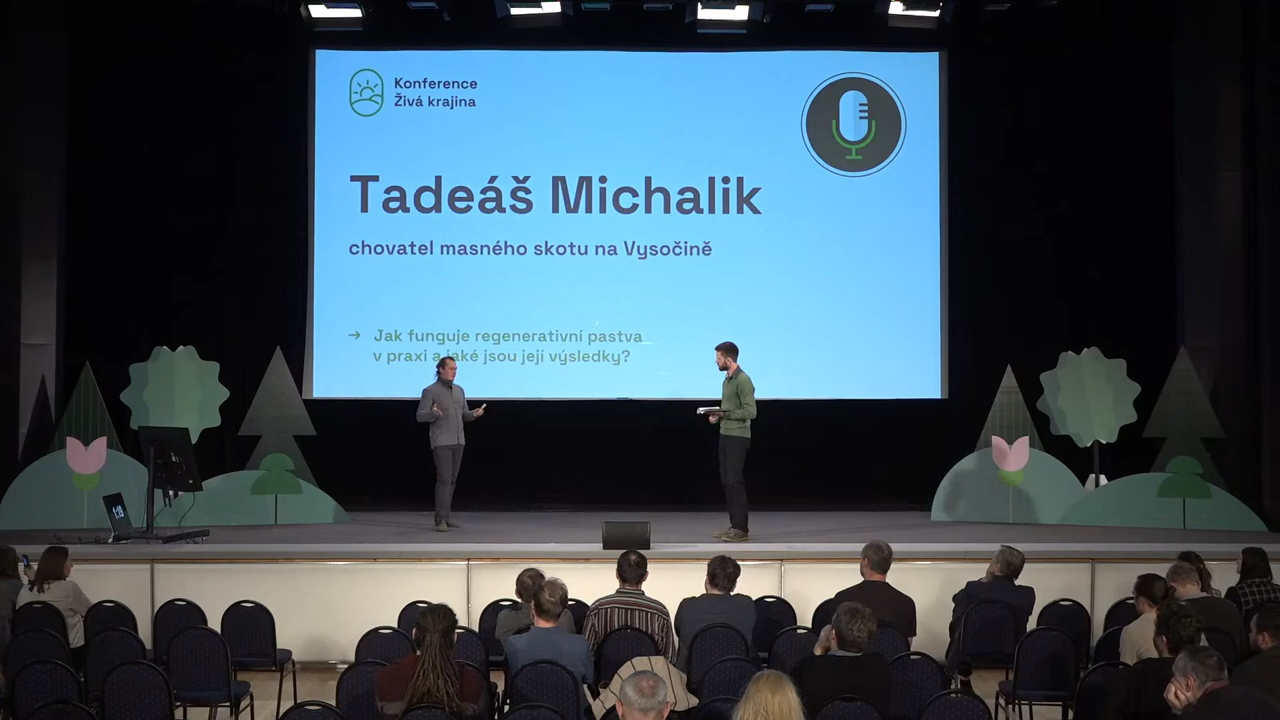 Konference
Živá krajina
Tadeáš Michalik
chovatel masného skotu na Vysočině
→ Jak funguje regenerativní pastva
v praxi a jaké jsou její výsledky?